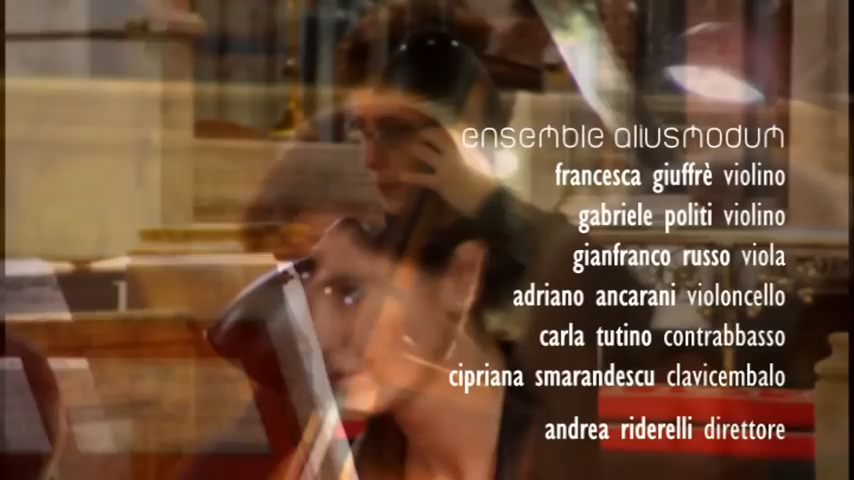 ensemble aliusmodum
francesca giuffrè violino
gabriele politi violino
gianfranco russo viola
adriano ancarani violoncello
carla tutino contrabbasso
cipriana smarandescu clavicembalo
andrea riderelli direttore